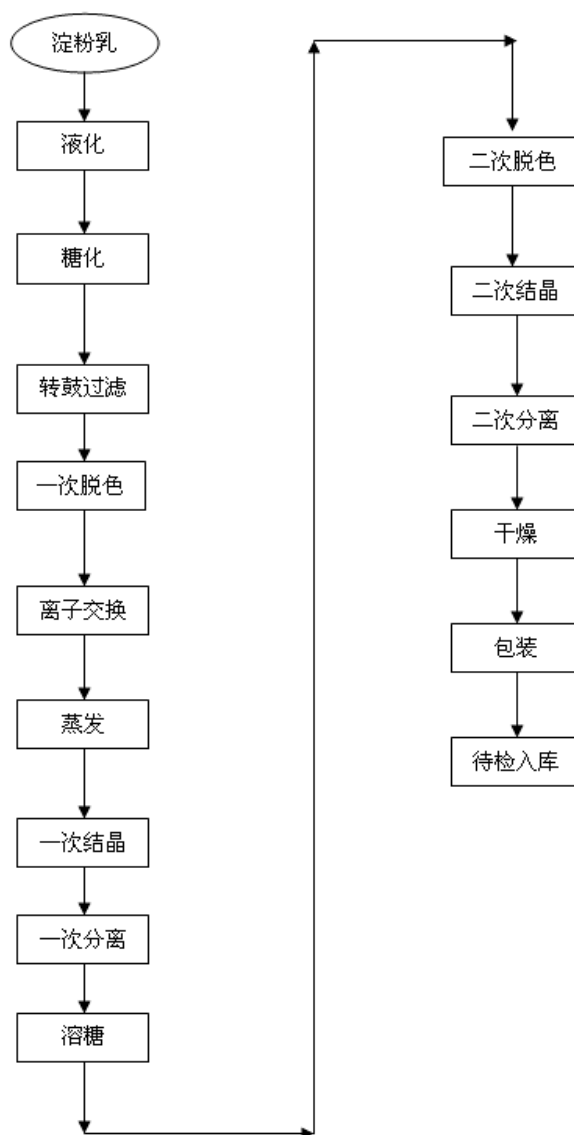 淀粉乳
液化
糖化
转鼓过滤
一次脱色
离子交换
蒸发
一次结晶
一次分离
溶糖
二次脱色
二次结晶
二次分离
干燥
包装
待检入库